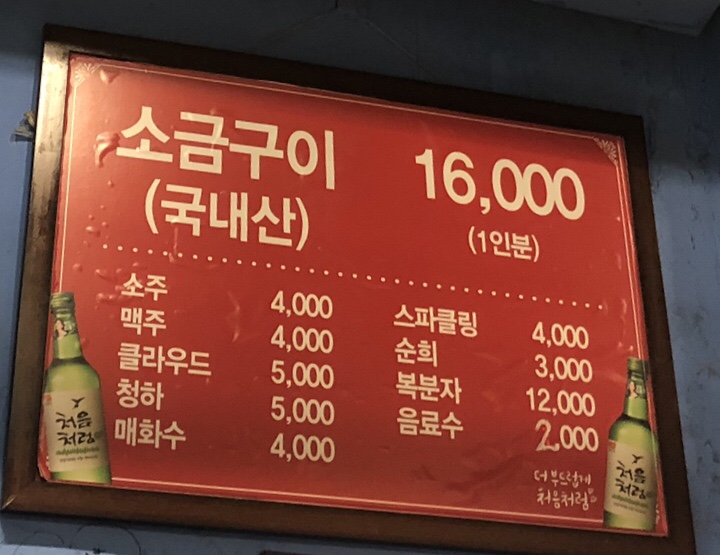 소금구이 16,000
(국내산) (1인분)
소주 4,000
맥주 4,000
클라우드 5,000
청하 5,000
매화수 4,000
스파클링 4,000
순희 3,000
복분자 12,000
음료수 2,000
더 부드럽게
처음처럼
처음
처럼
처음
처럼